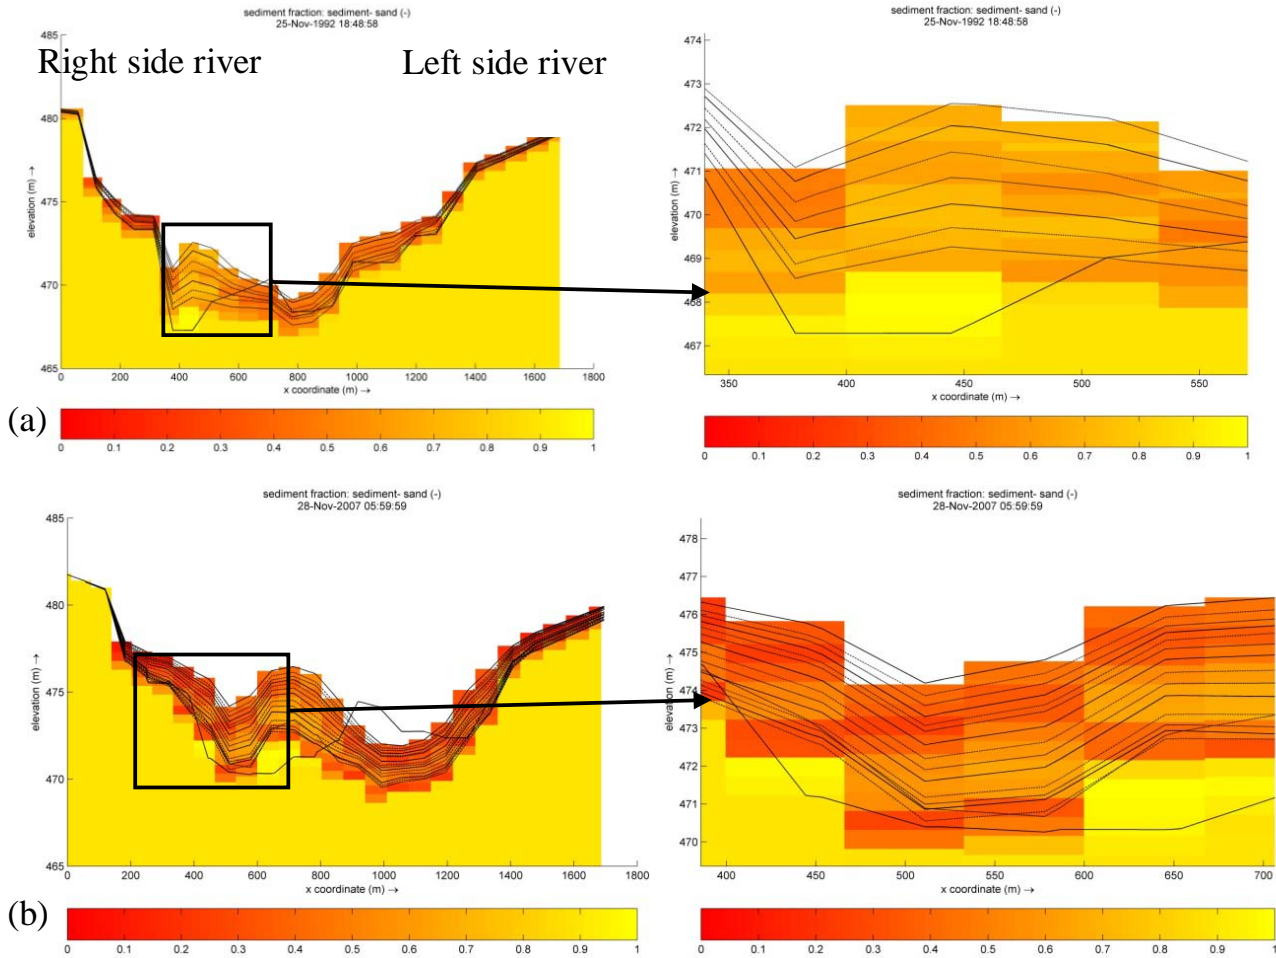 sediment fraction: sediment- sand (-)
25-Nov-1992 18:48:58
Right side river
Left side river
485
480
475
470
465
elevation (m) →
0 200 400 600 800 1000 1200 1400 1600 1800
x coordinate (m) →
(a)
0 0.1 0.2 0.3 0.4 0.5 0.6 0.7 0.8 0.9 1
sediment fraction: sediment- sand (-)
25-Nov-1992 18:48:58
474
473
472
471
470
469
468
467
elevation (m) →
350 400 450 500 550
x coordinate (m) →
0 0.1 0.2 0.3 0.4 0.5 0.6 0.7 0.8 0.9 1
sediment fraction: sediment- sand (-)
28-Nov-2007 05:59:59
485
480
475
470
465
elevation (m) →
0 200 400 600 800 1000 1200 1400 1600 1800
x coordinate (m) →
(b)
0 0.1 0.2 0.3 0.4 0.5 0.6 0.7 0.8 0.9 1
sediment fraction: sediment- sand (-)
28-Nov-2007 05:59:59
478
477
476
475
474
473
472
471
470
elevation (m) →
400 450 500 550 600 650 700
x coordinate (m) →
0 0.1 0.2 0.3 0.4 0.5 0.6 0.7 0.8 0.9 1